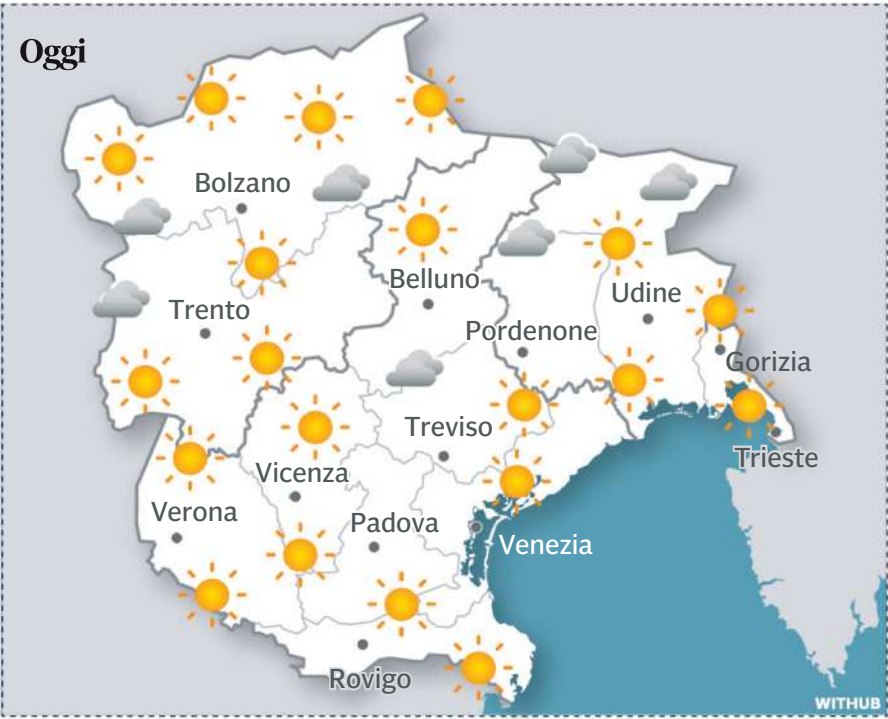 Oggi
Bolzano
Belluno
Udine
Trento
Pordenone
Gorizia
Treviso
Trieste
Vicenza
Verona
Padova
Venezia
Rovigo
WITHUB